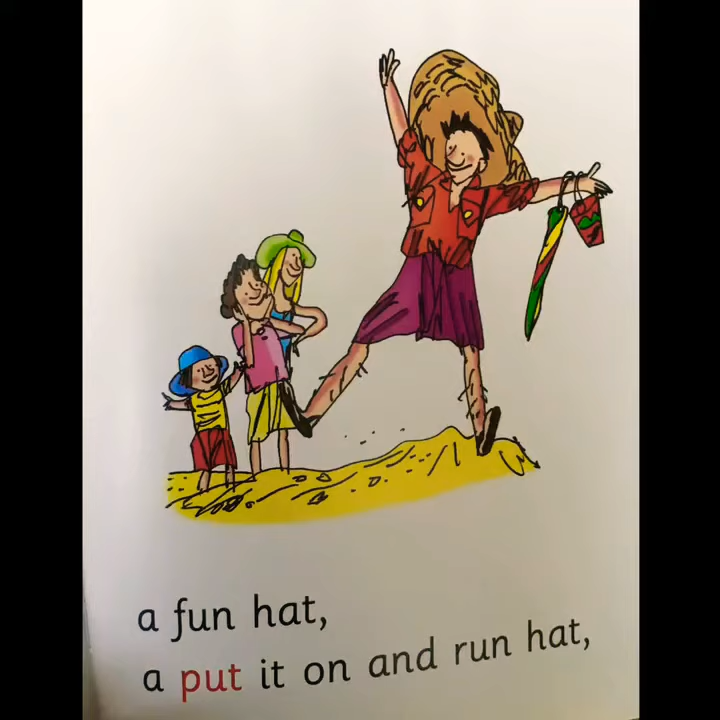 a fun hat,
a put it on and run hat,